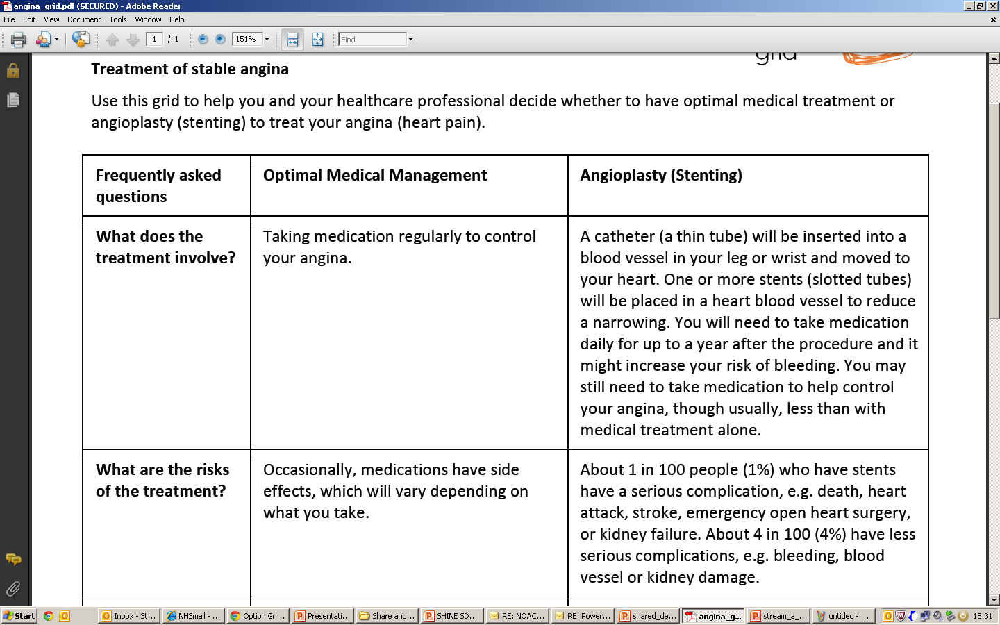 angina_grid.pdf (SECURED) - Adobe Reader
File Edit View Document Tools Window Help
1 / 1 151% Find
grid
Treatment of stable angina
Use this grid to help you and your healthcare professional decide whether to have optimal medical treatment or
angioplasty (stenting) to treat your angina (heart pain).
Frequently asked
questions
Optimal Medical Management
Angioplasty (Stenting)
What does the
treatment involve?
Taking medication regularly to control
your angina.
A catheter (a thin tube) will be inserted into a
blood vessel in your leg or wrist and moved to
your heart. One or more stents (slotted tubes)
will be placed in a heart blood vessel to reduce
a narrowing. You will need to take medication
daily for up to a year after the procedure and it
might increase your risk of bleeding. You may
still need to take medication to help control
your angina, though usually, less than with
medical treatment alone.
What are the risks
of the treatment?
Occasionally, medications have side
effects, which will vary depending on
what you take.
About 1 in 100 people (1%) who have stents
have a serious complication, e.g. death, heart
attack, stroke, emergency open heart surgery,
or kidney failure. About 4 in 100 (4%) have less
serious complications, e.g. bleeding, blood
vessel or kidney damage.
Start Inbox - St... NHSmail - ... Option Gri... Presentati... Share and... SHINE SD... RE: NOAC... RE: Power... shared_de... angina_g... stream_a_... untitled - ... 15:31